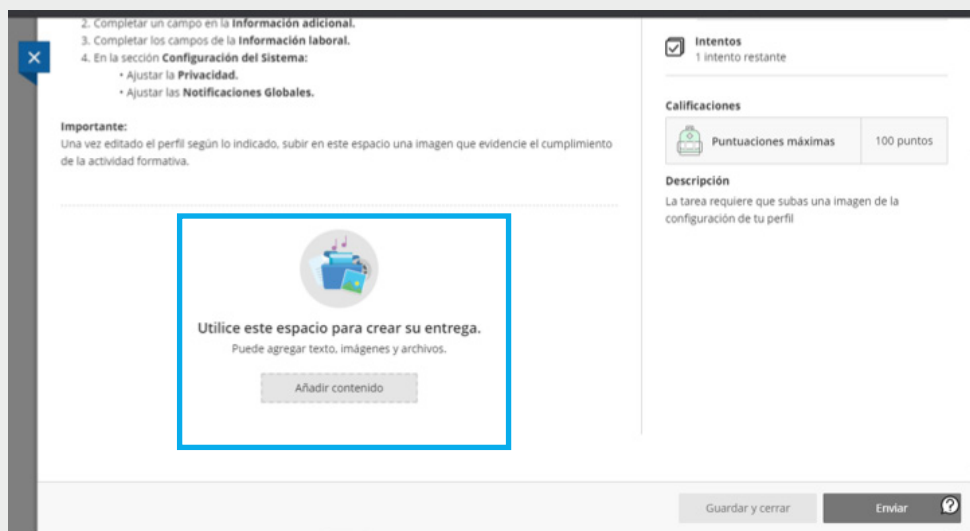 2. Completar un campo en la Información adicional.
3. Completar los campos de la Información laboral.
4. En la sección Configuración del Sistema:
• Ajustar la Privacidad.
• Ajustar las Notificaciones Globales.
Importante:
Una vez editado el perfil según lo indicado, subir en este espacio una imagen que evidencie el cumplimiento
de la actividad formativa.
Utilice este espacio para crear su entrega.
Puede agregar texto, imágenes y archivos.
Añadir contenido
Intentos
1 intento restante
Calificaciones
Puntuaciones máximas 100 puntos
Descripción
La tarea requiere que subas una imagen de la
configuración de tu perfil
Guardar y cerrar Enviar ?